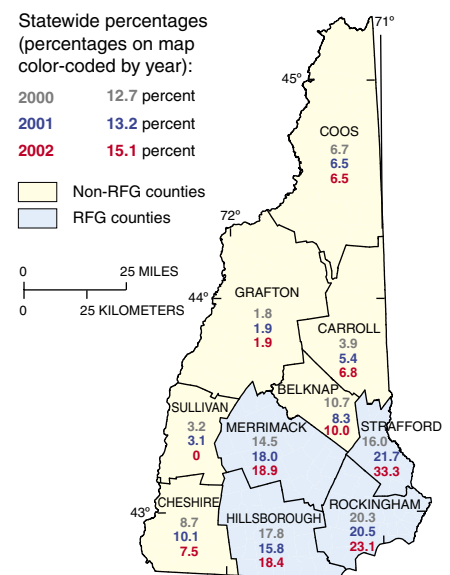 Statewide percentages
(percentages on map
color-coded by year):
2000 12.7 percent
2001 13.2 percent
2002 15.1 percent
Non-RFG counties
RFG counties
0 25 MILES
0 25 KILOMETERS
71°
45°
72°
44°
43°
COOS
6.7
6.5
6.5
GRAFTON
1.8
1.9
1.9
CARROLL
3.9
5.4
6.8
BELKNAP
10.7
8.3
10.0
SULLIVAN
3.2
3.1
0
MERRIMACK
14.5
18.0
18.9
STRAFFORD
16.0
21.7
33.3
CHESHIRE
8.7
10.1
7.5
HILLSBOROUGH
17.8
15.8
18.4
ROCKINGHAM
20.3
20.5
23.1